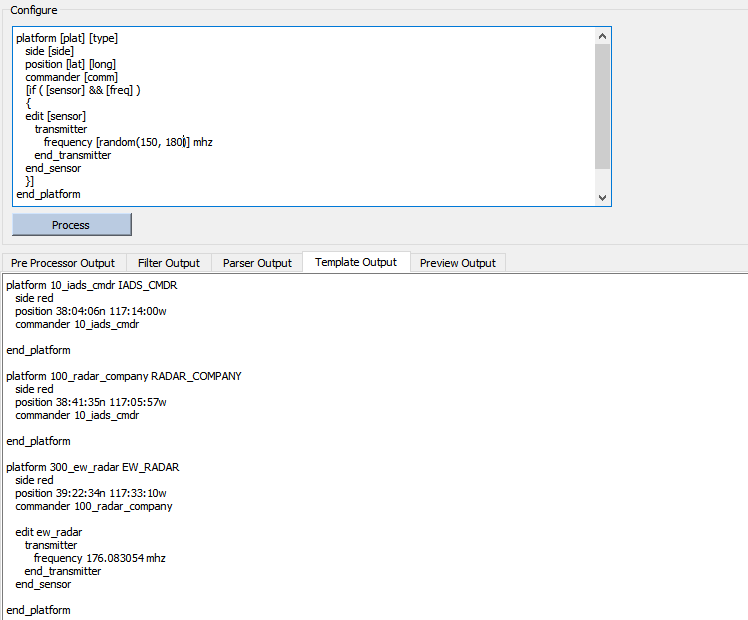 Configure
platform [plat] [type]
side [side]
position [lat] [long]
commander [comm]
[if ( [sensor] && [freq] )
{
edit [sensor]
transmitter
frequency [random(150, 180)] mhz
end_transmitter
end_sensor
}]
end_platform
Process
Pre Processor Output Filter Output Parser Output Template Output Preview Output
platform 10_iads_cmdr IADS_CMDR
side red
position 38:04:06n 117:14:00w
commander 10_iads_cmdr
end_platform
platform 100_radar_company RADAR_COMPANY
side red
position 38:41:35n 117:05:57w
commander 10_iads_cmdr
end_platform
platform 300_ew_radar EW_RADAR
side red
position 39:22:34n 117:33:10w
commander 100_radar_company
edit ew_radar
transmitter
frequency 176.083054 mhz
end_transmitter
end_sensor
end_platform